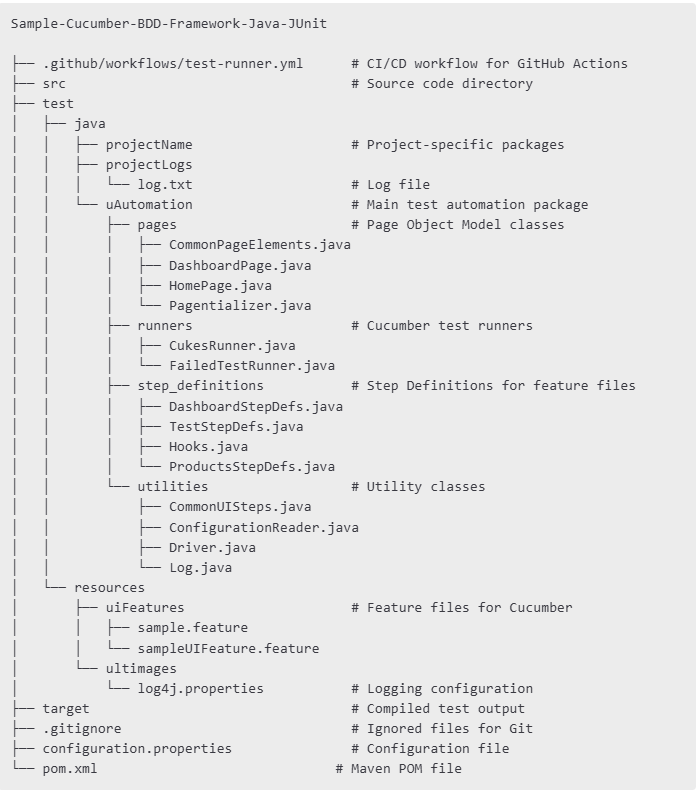 Sample-Cucumber-BDD-Framework-Java-JUnit

├── .github/workflows/test-runner.yml      # CI/CD workflow for GitHub Actions
├── src                                    # Source code directory
├── test
│   ├── java
│   │   ├── projectName                    # Project-specific packages
│   │   ├── projectLogs
│   │   │   └── log.txt                    # Log file
│   │   └── uAutomation                    # Main test automation package
│   │       ├── pages                      # Page Object Model classes
│   │       │   ├── CommonPageElements.java
│   │       │   ├── DashboardPage.java
│   │       │   ├── HomePage.java
│   │       │   └── Pagentializer.java
│   │       ├── runners                    # Cucumber test runners
│   │       │   ├── CukesRunner.java
│   │       │   └── FailedTestRunner.java
│   │       ├── step_definitions           # Step Definitions for feature files
│   │       │   ├── DashboardStepDefs.java
│   │       │   ├── TestStepDefs.java
│   │       │   ├── Hooks.java
│   │       │   └── ProductsStepDefs.java
│   │       └── utilities                  # Utility classes
│   │           ├── CommonUISteps.java
│   │           ├── ConfigurationReader.java
│   │           ├── Driver.java
│   │           └── Log.java
│   └── resources
│       ├── uiFeatures                     # Feature files for Cucumber
│       │   ├── sample.feature
│       │   └── sampleUIFeature.feature
│       └── ultimages
│           └── log4j.properties           # Logging configuration
├── target                                 # Compiled test output
├── .gitignore                             # Ignored files for Git
├── configuration.properties               # Configuration file
└── pom.xml                              # Maven POM file